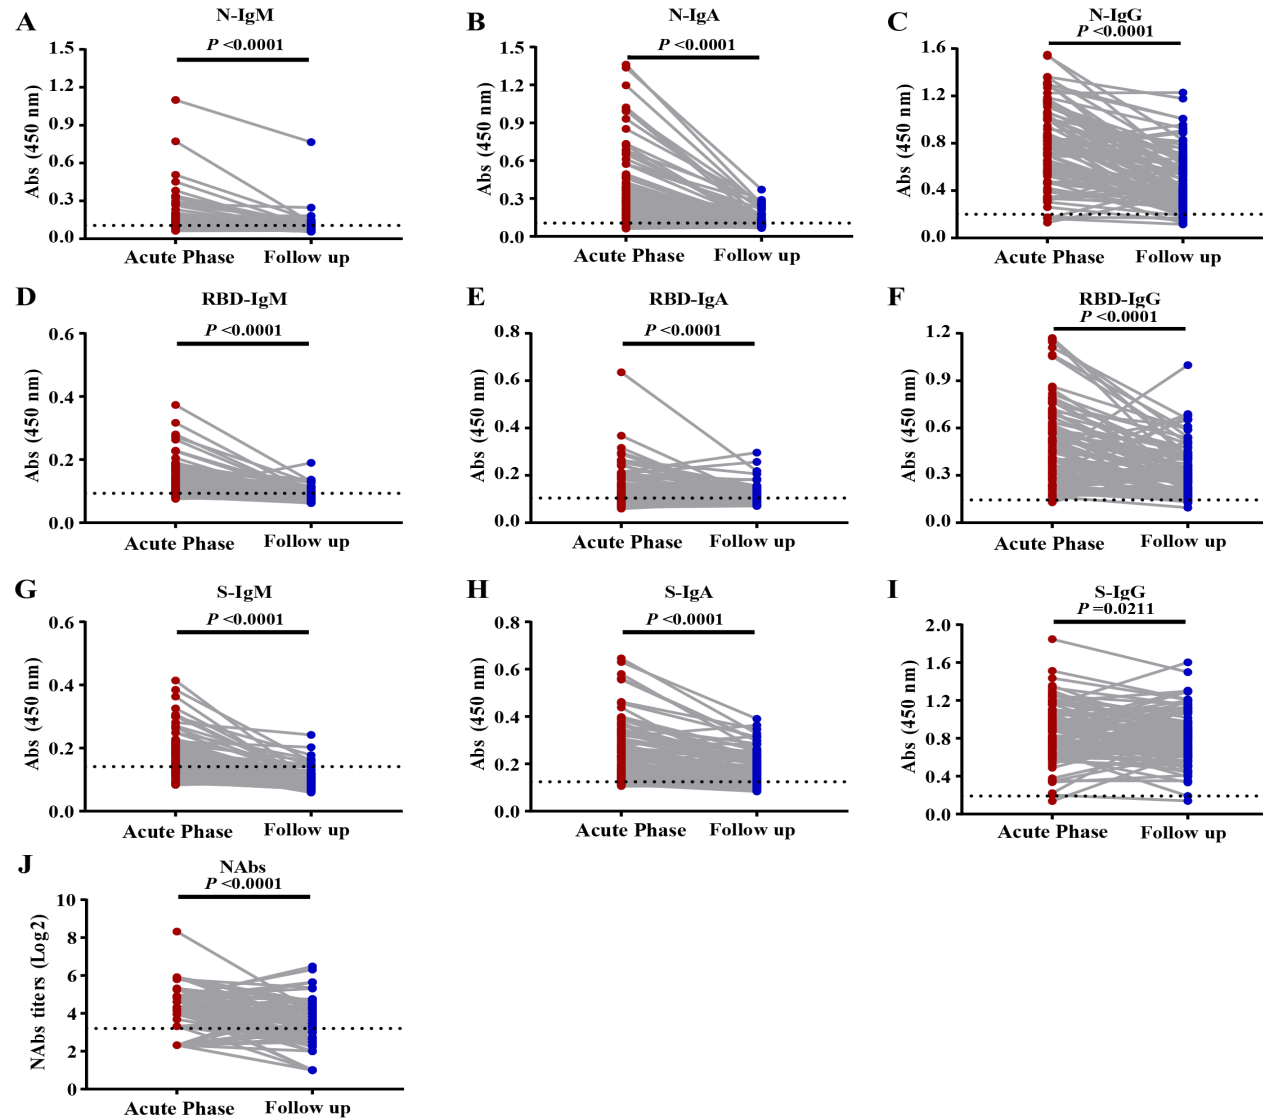 A
N-IgM
P <0.0001
Abs (450 nm)
1.5
1.2
0.9
0.6
0.3
0.0
Acute Phase
Follow up
B
N-IgA
P <0.0001
Abs (450 nm)
1.5
1.2
0.9
0.6
0.3
0.0
Acute Phase
Follow up
C
N-IgG
P <0.0001
Abs (450 nm)
1.6
1.2
0.8
0.4
0.0
Acute Phase
Follow up
D
RBD-IgM
P <0.0001
Abs (450 nm)
0.6
0.4
0.2
0.0
Acute Phase
Follow up
E
RBD-IgA
P <0.0001
Abs (450 nm)
0.8
0.6
0.4
0.2
0.0
Acute Phase
Follow up
F
RBD-IgG
P <0.0001
Abs (450 nm)
1.2
0.9
0.6
0.3
0.0
Acute Phase
Follow up
G
S-IgM
P <0.0001
Abs (450 nm)
0.6
0.4
0.2
0.0
Acute Phase
Follow up
H
S-IgA
P <0.0001
Abs (450 nm)
0.8
0.6
0.4
0.2
0.0
Acute Phase
Follow up
I
S-IgG
P =0.0211
Abs (450 nm)
2.0
1.6
1.2
0.8
0.4
0.0
Acute Phase
Follow up
J
NAbs
P <0.0001
NAbs titers (Log2)
10
8
6
4
2
0
Acute Phase
Follow up